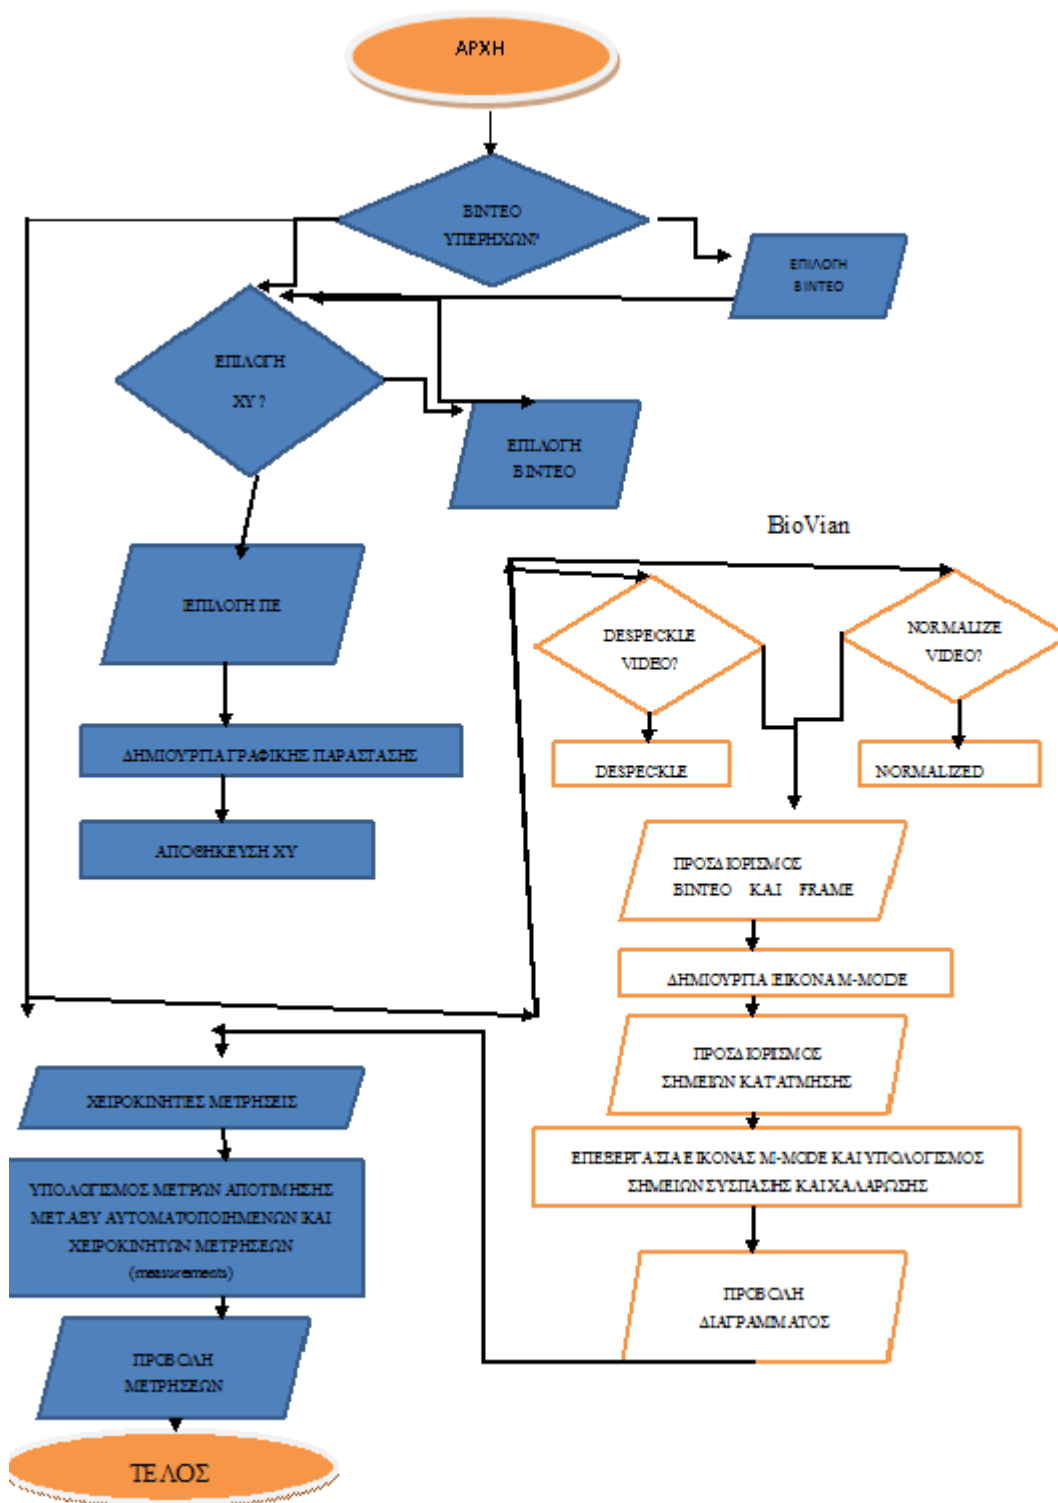 ΑΡΧΗ
ΒΙΝΤΕΟ
ΥΠΕΡΗΧΩΝ?
ΕΠΙΛΟΓΗ
ΒΙΝΤΕΟ
ΕΠΙΛΟΓΗ
ΧΥ ?
ΕΠΙΛΟΓΗ
ΒΙΝΤΕΟ
ΕΠΙΛΟΓΗ ΠΕ
ΔΗΜΙΟΥΡΓΙΑ ΓΡΑΦΙΚΗΣ ΠΑΡΑΣΤΑΣΗΣ
ΑΠΟΘΗΚΕΥΣΗ ΧΥ
BioVian
DESPECKLE
VIDEO?
NORMALIZE
VIDEO?
DESPECKLE
NORMALIZED
ΠΡΟΣΔΙΟΡΙΣΜΟΣ
ΒΙΝΤΕΟ ΚΑΙ FRAME
ΔΗΜΙΟΥΡΓΙΑ ΕΙΚΟΝΑ M-MODE
ΠΡΟΣΔΙΟΡΙΣΜΟΣ
ΣΗΜΕΙΩΝ ΚΑΤΑΤΜΗΣΗΣ
ΕΠΕΞΕΡΓΑΣΙΑ ΕΙΚΟΝΑΣ M-MODE ΚΑΙ ΥΠΟΛΟΓΙΣΜΟΣ
ΣΗΜΕΙΩΝ ΣΥΣΠΑΣΗΣ ΚΑΙ ΧΑΛΑΡΩΣΗΣ
ΠΡΟΒΟΛΗ
ΔΙΑΓΡΑΜΜΑΤΟΣ
ΧΕΙΡΟΚΙΝΗΤΕΣ ΜΕΤΡΗΣΕΙΣ
ΥΠΟΛΟΓΙΣΜΟΣ ΜΕΤΡΩΝ ΑΠΟΤΙΜΗΣΗΣ
ΜΕΤΑΞΥ ΑΥΤΟΜΑΤΟΠΟΙΗΜΕΝΩΝ ΚΑΙ
ΧΕΙΡΟΚΙΝΗΤΩΝ ΜΕΤΡΗΣΕΩΝ
(measurements)
ΠΡΟΒΟΛΗ
ΜΕΤΡΗΣΕΩΝ
ΤΕΛΟΣ